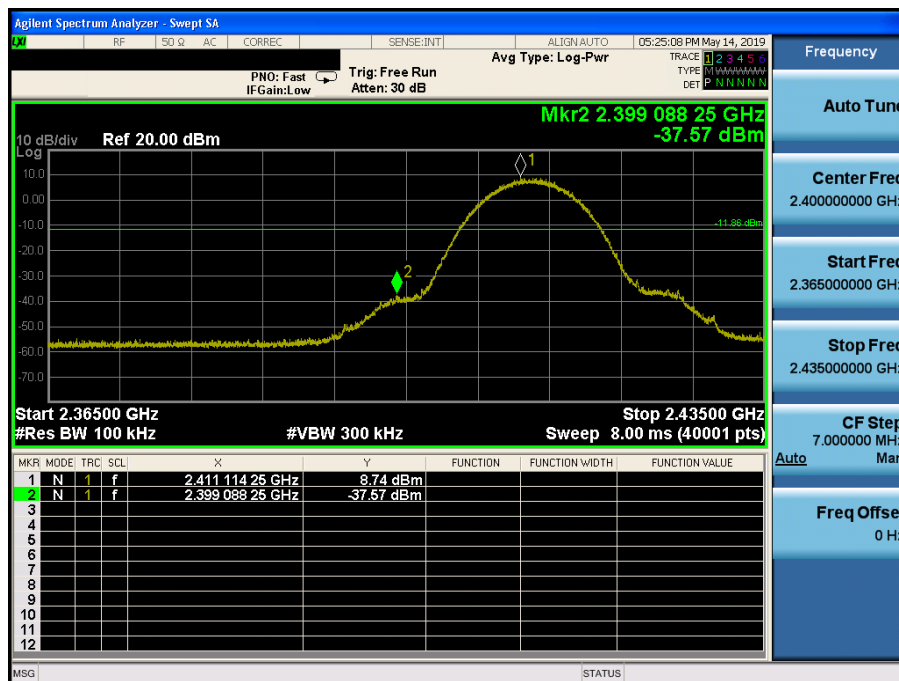 Agilent Spectrum Analyzer - Swept SA
LXI RF 50 Ω AC CORREC SENSE:INT ALIGNAUTO 05:25:08 PM May 14, 2019
Avg Type: Log-Pwr
TRACE 1 2 3 4 5 6
PNO: Fast Trig: Free Run
TYPE M W W W W W
IFGain:Low Atten: 30 dB
DET P N N N N N
Mkr2 2.399 088 25 GHz
-37.57 dBm
10 dB/div Ref 20.00 dBm
Log
10.0
0.00
-10.0
-20.0
-30.0
-40.0
-50.0
-60.0
-70.0
1
-11.86 dBm
2
Start 2.36500 GHz Stop 2.43500 GHz
#Res BW 100 kHz #VBW 300 kHz Sweep 8.00 ms (40001 pts)
MKR MODE TRC SCL X Y FUNCTION FUNCTION WIDTH FUNCTION VALUE
1 N 1 f 2.411 114 25 GHz 8.74 dBm
2 N 1 f 2.399 088 25 GHz -37.57 dBm
3
4
5
6
7
8
9
10
11
12
MSG STATUS
Frequency
Auto Tune
Center Freq
2.400000000 GHz
Start Freq
2.365000000 GHz
Stop Freq
2.435000000 GHz
CF Step
7.000000 MHz
Auto Man
Freq Offset
0 Hz